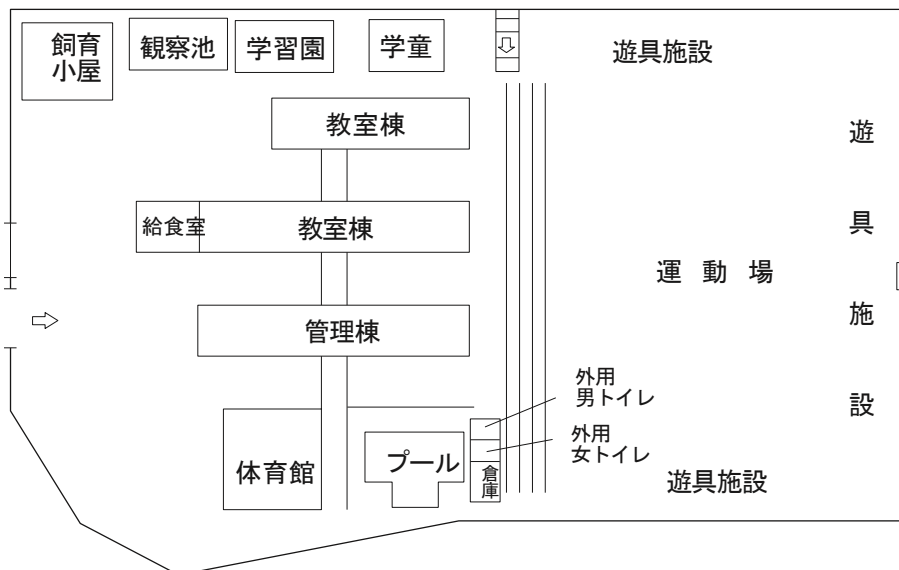 飼育
小屋
観察池
学習園
学童
遊具施設
教室棟
遊具施設
給食室
教室棟
運動場
管理棟
外用
男トイレ
外用
女トイレ
体育館
プール
倉庫
遊具施設